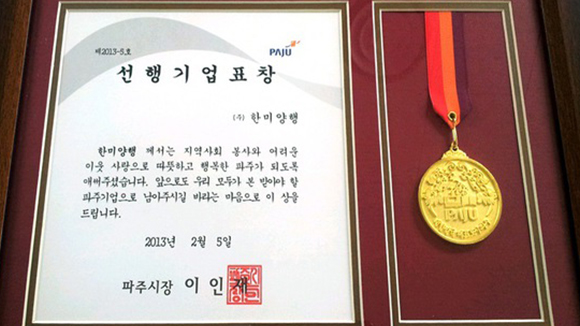 제2013-5호
PAJU
선행기업표창
(주) 한미양행
한미양행 께서는 지역사회 봉사와 어려운
이웃 사랑으로 따뜻하고 행복한 파주가 되도록
애써주셨습니다. 앞으로도 우리 모두가 본 받아야 할
파주기업으로 남아주시길 바라는 마음으로 이 상을
드립니다.
2013년 2월 5일
파주시장 이인재
PAJU